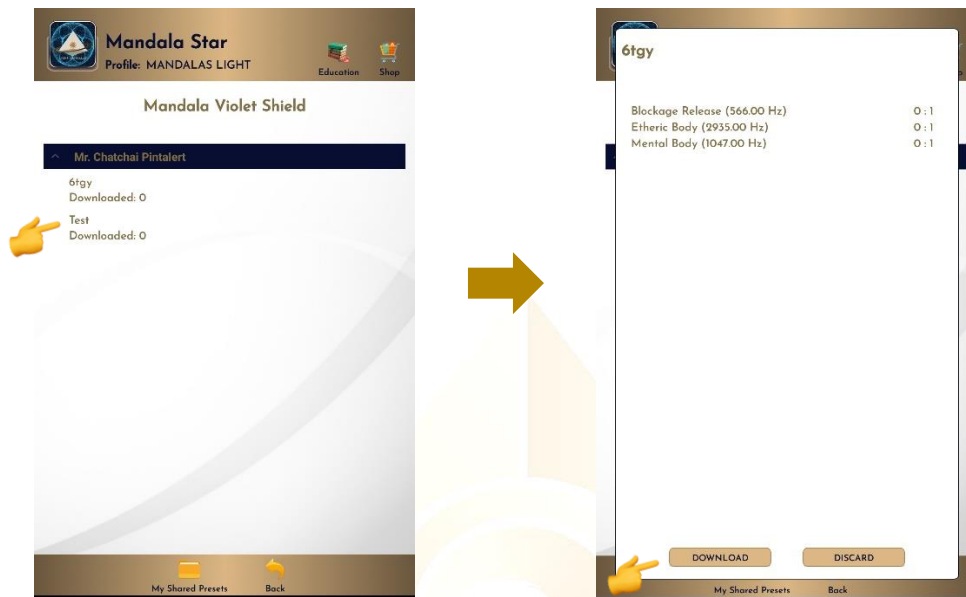 Mandala Star
Profile: MANDALAS LIGHT
Education
Shop
Mandala Violet Shield
Mr. Chatchai Pintalert
6tgy
Downloaded: 0
Test
Downloaded: 0
My Shared Presets
Back
6tgy
Blockage Release (566.00 Hz) 0 : 1
Etheric Body (2935.00 Hz) 0 : 1
Mental Body (1047.00 Hz) 0 : 1
DOWNLOAD
DISCARD
My Shared Presets
Back